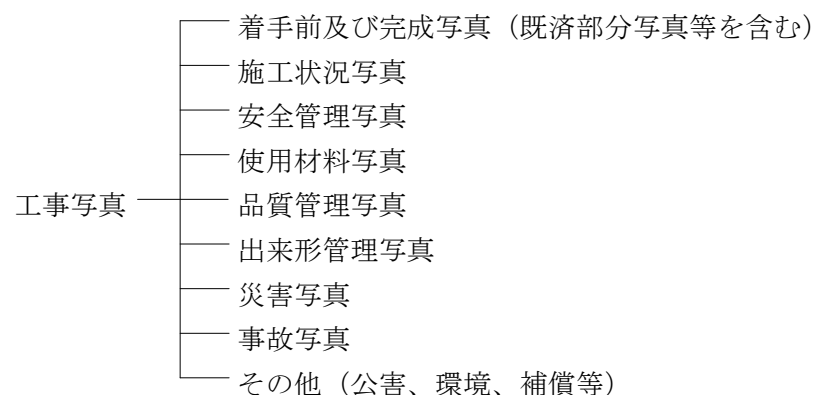 着手前及び完成写真（既済部分写真等を含む）
施工状況写真
安全管理写真
使用材料写真
工事写真 品質管理写真
出来形管理写真
災害写真
事故写真
その他（公害、環境、補償等）